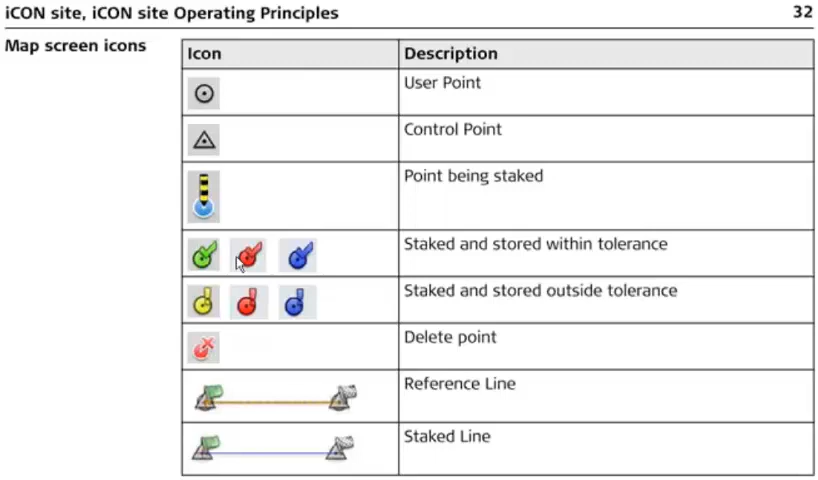 iCON site, iCON site Operating Principles 32
Map screen icons
Icon Description
User Point
Control Point
Point being staked
Staked and stored within tolerance
Staked and stored outside tolerance
Delete point
Reference Line
Staked Line